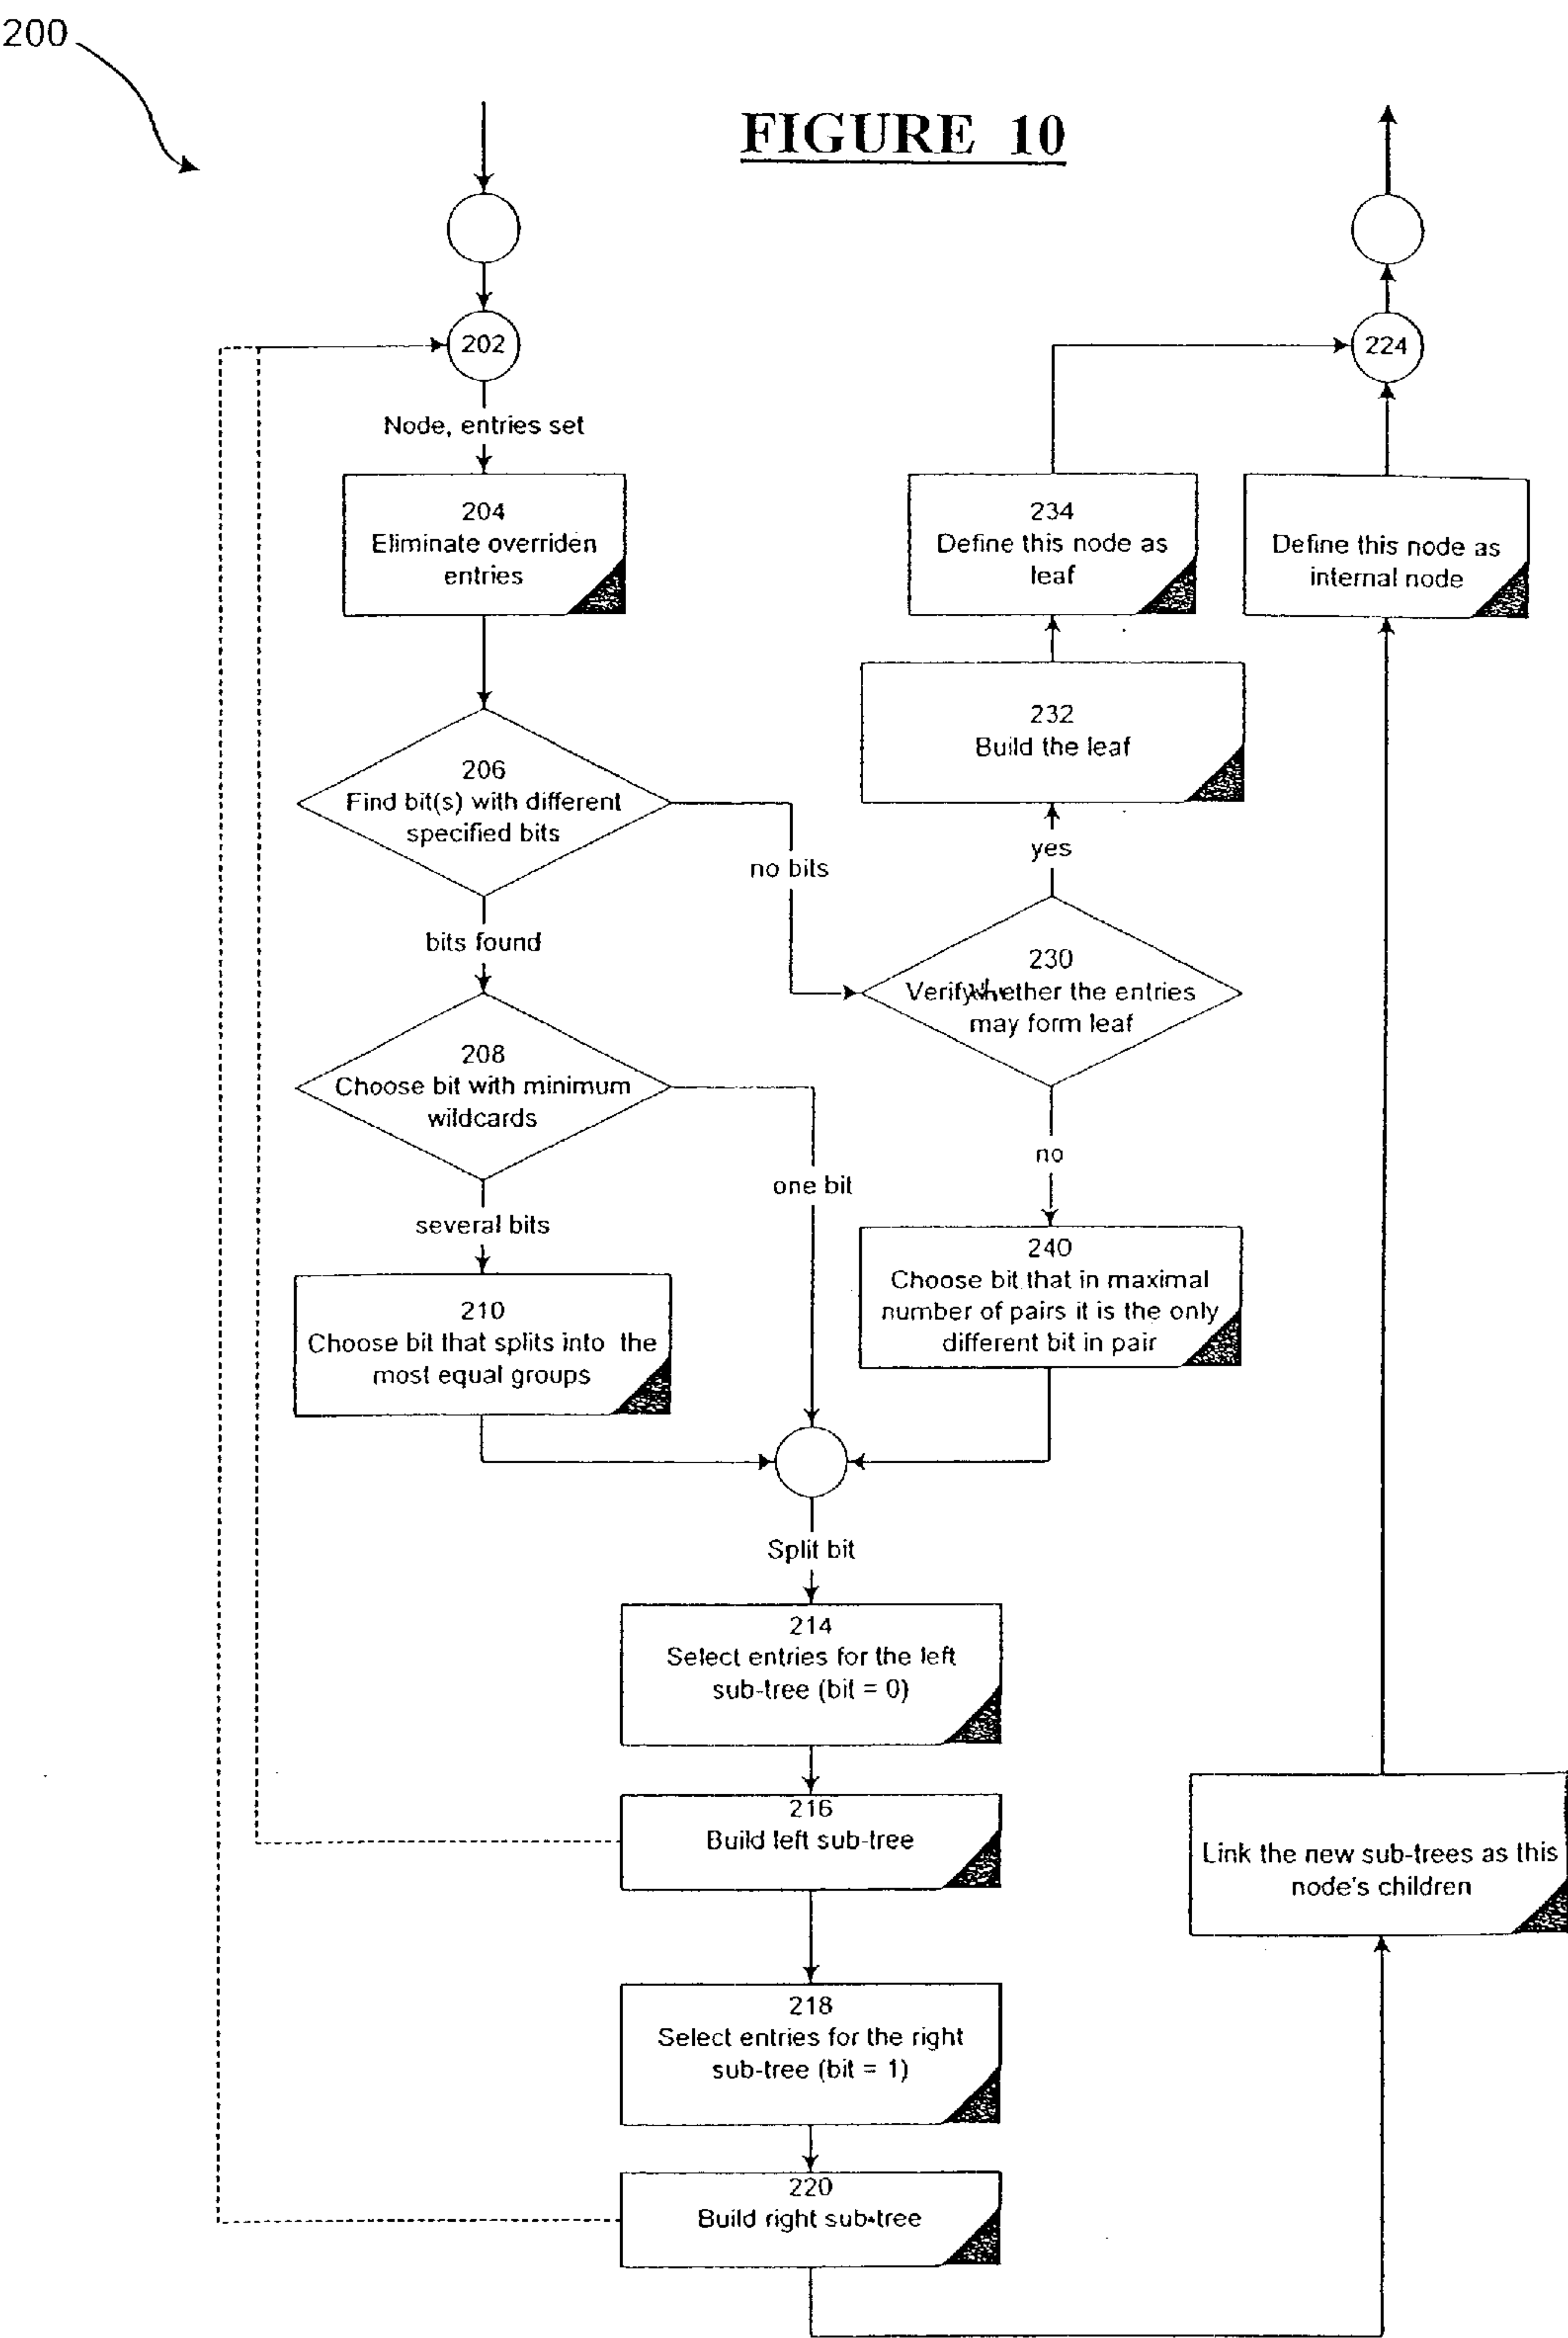 200
FIGURE 10
202
224
Node, entries set
204
Eliminate overriden
entries
234
Define this node as
leaf
Define this node as
internal node
232
Build the leaf
206
Find bit(s) with different
specified bits
no bits
yes
bits found
230
Verify whether the entries
may form leaf
208
Choose bit with minimum
wildcards
one bit
no
several bits
240
Choose bit that in maximal
number of pairs it is the only
different bit in pair
210
Choose bit that splits into the
most equal groups
Split bit
214
Select entries for the left
sub-tree (bit = 0)
216
Build left sub-tree
Link the new sub-trees as this
node's children
218
Select entries for the right
sub-tree (bit = 1)
220
Build right sub-tree